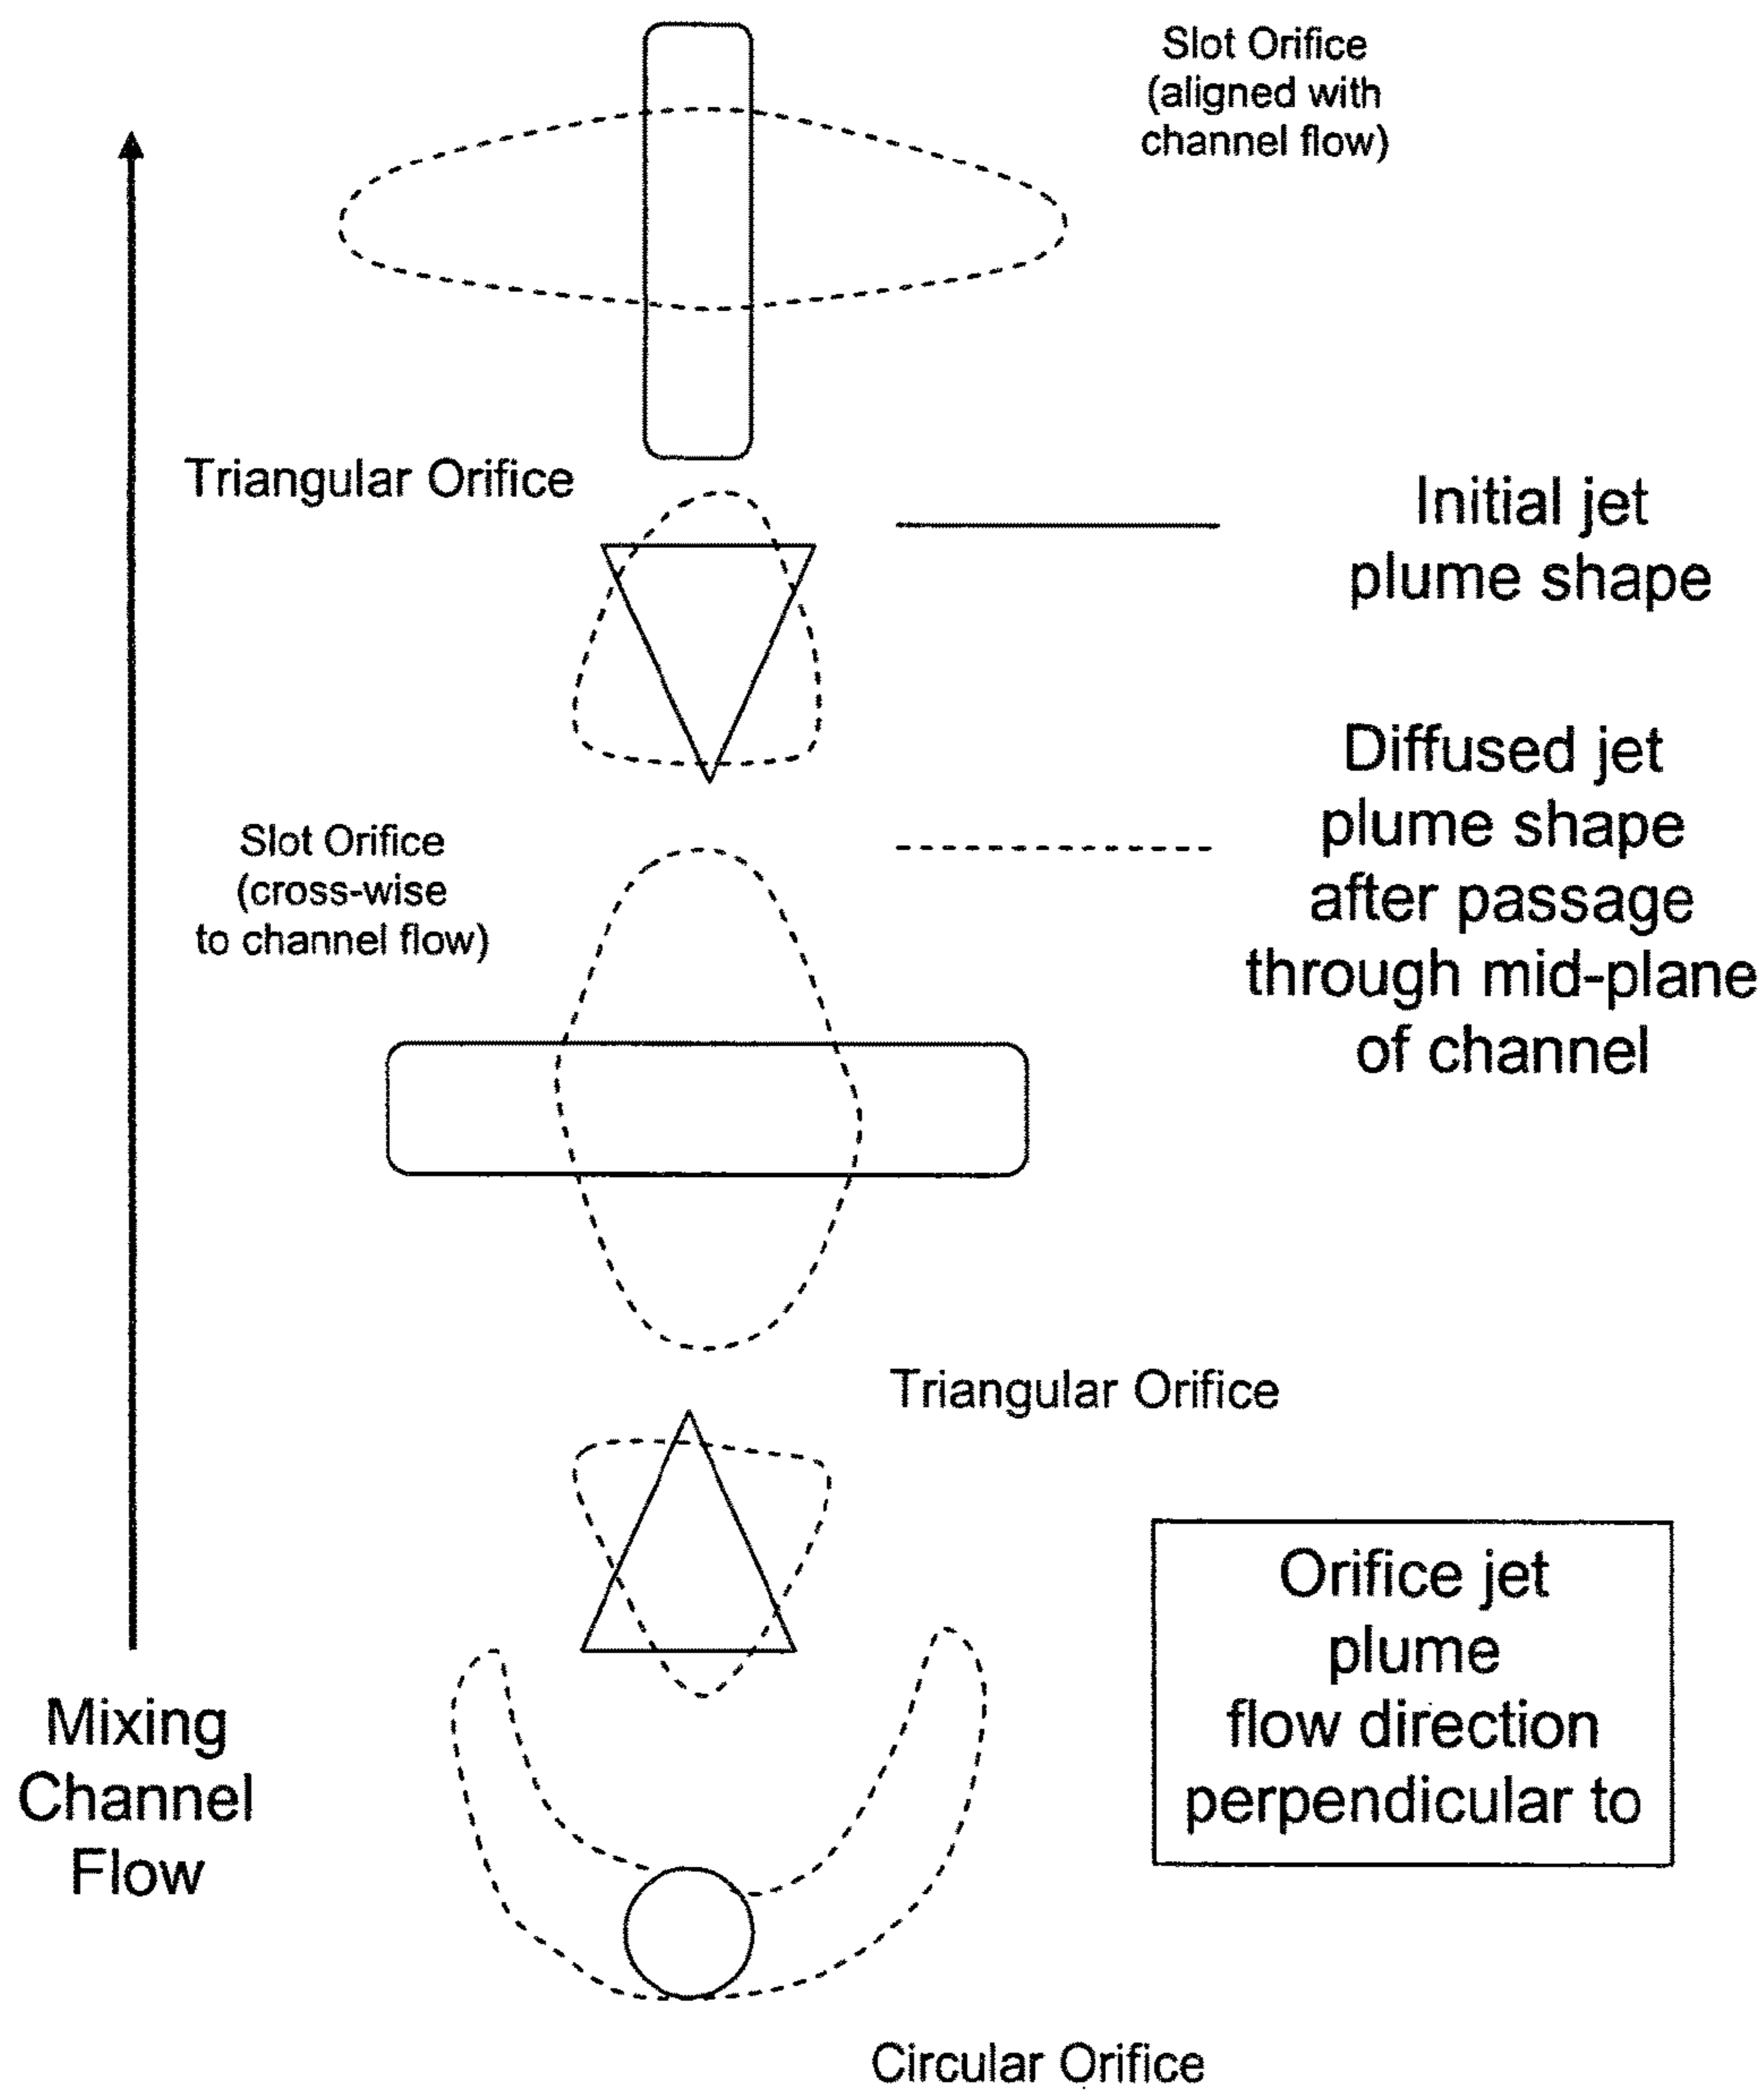 Slot Orifice
(aligned with
channel flow)
Triangular Orifice
Initial jet
plume shape
Diffused jet
plume shape
after passage
through mid-plane
of channel
Slot Orifice
(cross-wise
to channel flow)
Triangular Orifice
Orifice jet
plume
flow direction
perpendicular to
Mixing
Channel
Flow
Circular Orifice